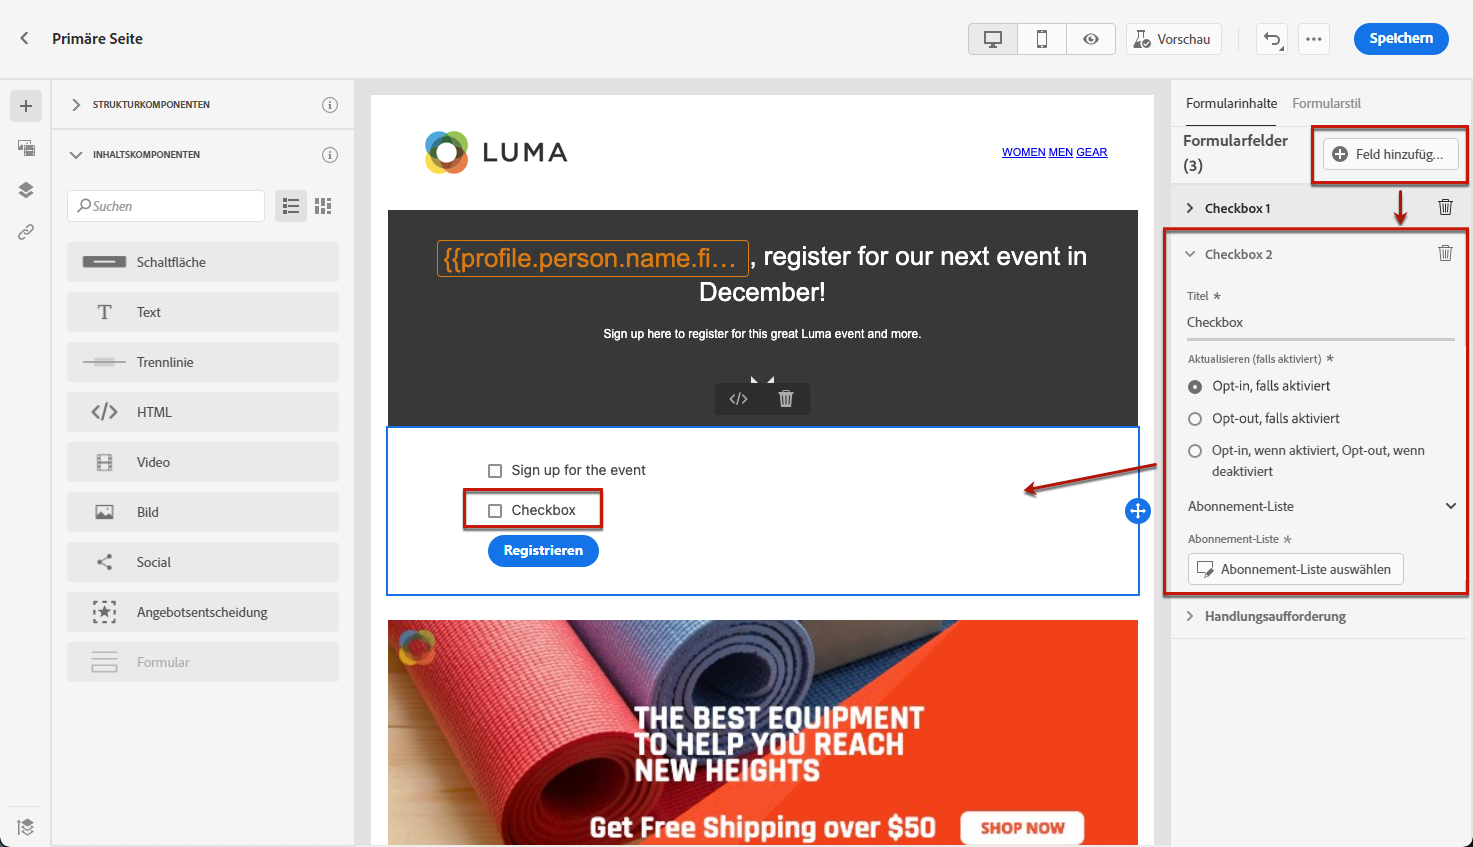 Primäre Seite
Vorschau
Speichern
STRUKTURKOMPONENTEN
INHALTSKOMPONENTEN
Suchen
Schaltfläche
Text
Trennlinie
HTML
Video
Bild
Social
Angebotsentscheidung
Formular
LUMA
WOMEN MEN GEAR
{{profile.person.name.fi... , register for our next event in
December!
Sign up here to register for this great Luma event and more.
Sign up for the event
Checkbox
Registrieren
THE BEST EQUIPMENT
TO HELP YOU REACH
NEW HEIGHTS
Get Free Shipping over $50
SHOP NOW
Formularinhalte Formularstil
Formularfelder
(3)
Feld hinzufüg...
Checkbox 1
Checkbox 2
Titel *
Checkbox
Aktualisieren (falls aktiviert) *
Opt-in, falls aktiviert
Opt-out, falls aktiviert
Opt-in, wenn aktiviert, Opt-out, wenn
deaktiviert
Abonnement-Liste
Abonnement-Liste *
Abonnement-Liste auswählen
Handlungsaufforderung